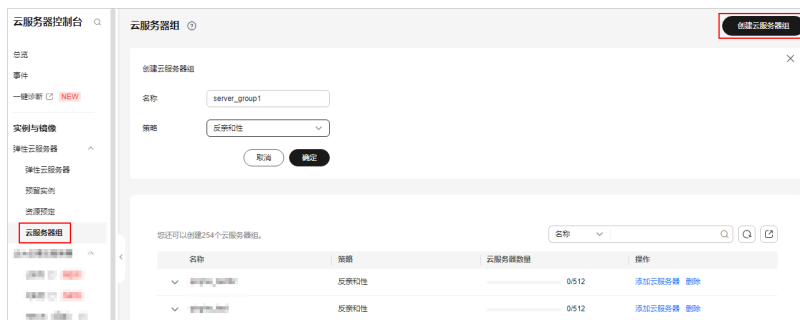 云服务器控制台
总览
事件
一键诊断 NEW
实例与镜像
弹性云服务器
弹性云服务器
预留实例
资源预定
云服务器组
云服务器组
创建云服务器组
创建云服务器组
名称 server_group1
策略 反亲和性
取消 确定
您还可以创建254个云服务器组。
名称
名称 策略 云服务器数量 操作
反亲和性 0/512 添加云服务器 删除
反亲和性 0/512 添加云服务器 删除